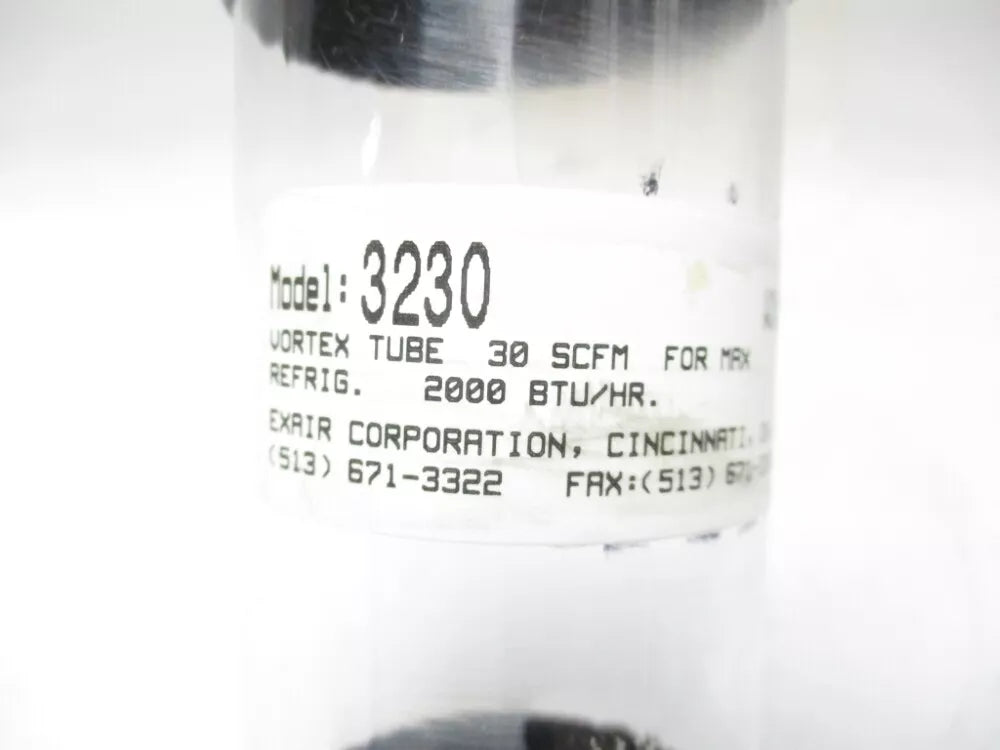 Model: 3230
VORTEX TUBE 30 SCFM FOR MAX
REFRIG. 2000 BTU/HR.
EXAIR CORPORATION, CINCINNATI,
(513) 671-3322 FAX:(513)